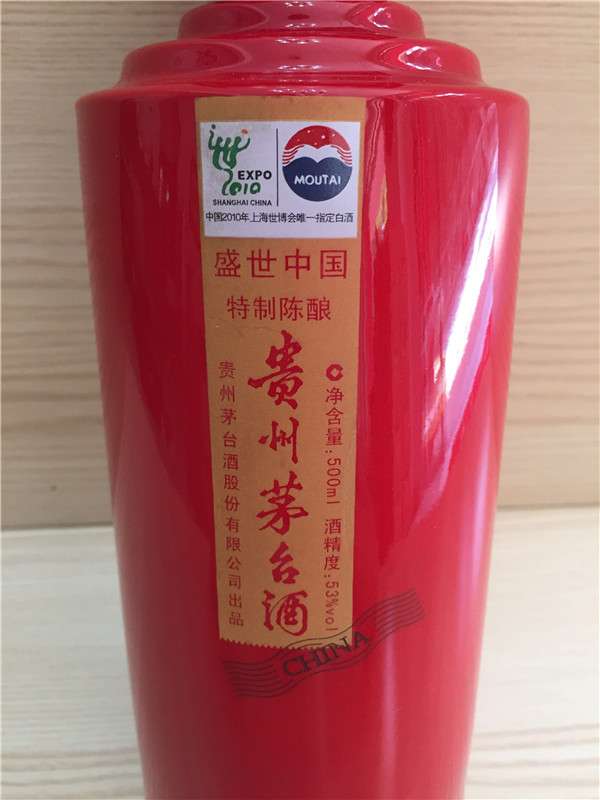 EXPO
2010
SHANGHAI CHINA
MOUTAI
中国2010年上海世博会唯一指定白酒
盛世中国
特制陈酿
净含量:500ml 酒精度:53%vol
贵州茅台酒
贵州茅台酒股份有限公司出品
CHINA